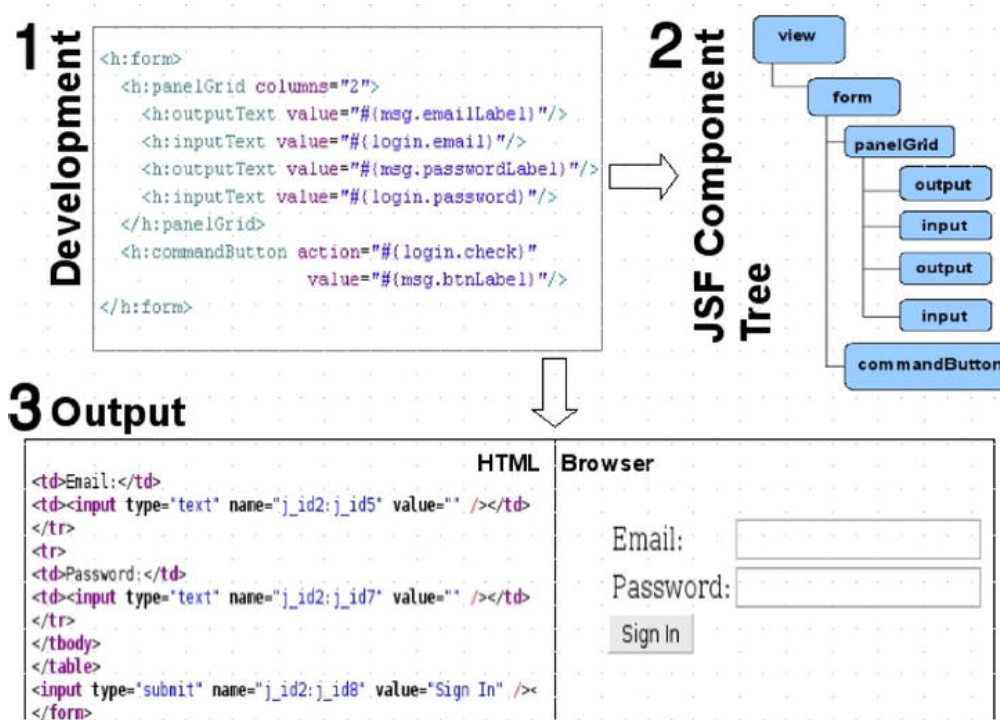 1 Development
<h:form>
<h:panelGrid columns="2">
<h:outputText value="#{msg.emailLabel}"/>
<h:inputText value="#{login.email}"/>
<h:outputText value="#{msg.passwordLabel}"/>
<h:inputText value="#{login.password}"/>
</h:panelGrid>
<h:commandButton action="#{login.check}"
value="#{msg.btnLabel}"/>
</h:form>
2 JSF Component
Tree
view
form
panelGrid
output
input
output
input
commandButton
3 Output
HTML
<td>Email:</td>
<td><input type="text" name="j_id2:j_id5" value="" /></td>
</tr>
<tr>
<td>Password:</td>
<td><input type="text" name="j_id2:j_id7" value="" /></td>
</tr>
</tbody>
</table>
<input type="submit" name="j_id2:j_id8" value="Sign In" /><
</form>
Browser
Email:
Password:
Sign In